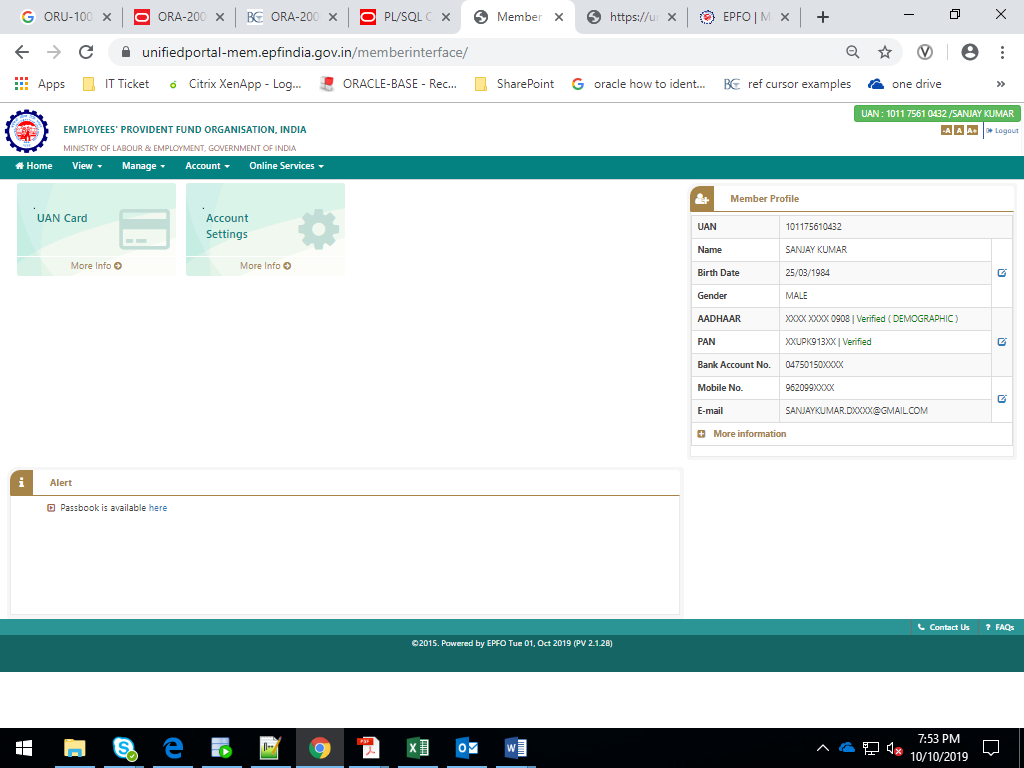 ORU-100
ORA-200
ORA-200
PL/SQL C
Member
https://u
EPFO | M
unifiedportal-mem.epfindia.gov.in/memberinterface/
Apps
IT Ticket
Citrix XenApp - Log...
ORACLE-BASE - Rec...
SharePoint
oracle how to ident...
ref cursor examples
one drive
»
UAN : 1011 7561 0432 /SANJAY KUMAR
EMPLOYEES' PROVIDENT FUND ORGANISATION, INDIA
-A A A+ Logout
MINISTRY OF LABOUR & EMPLOYMENT, GOVERNMENT OF INDIA
Home View Manage Account Online Services
UAN Card
More Info
Account
Settings
More Info
Member Profile
UAN 101175610432
Name SANJAY KUMAR
Birth Date 25/03/1984
Gender MALE
AADHAAR XXXX XXXX 0908 | Verified ( DEMOGRAPHIC )
PAN XXUPK913XX | Verified
Bank Account No. 04750150XXXX
Mobile No. 962099XXXX
E-mail SANJAYKUMAR.DXXXX@GMAIL.COM
More information
Alert
Passbook is available here
Contact Us ? FAQs
©2015. Powered by EPFO Tue 01, Oct 2019 (PV 2.1.28)
7:53 PM
10/10/2019